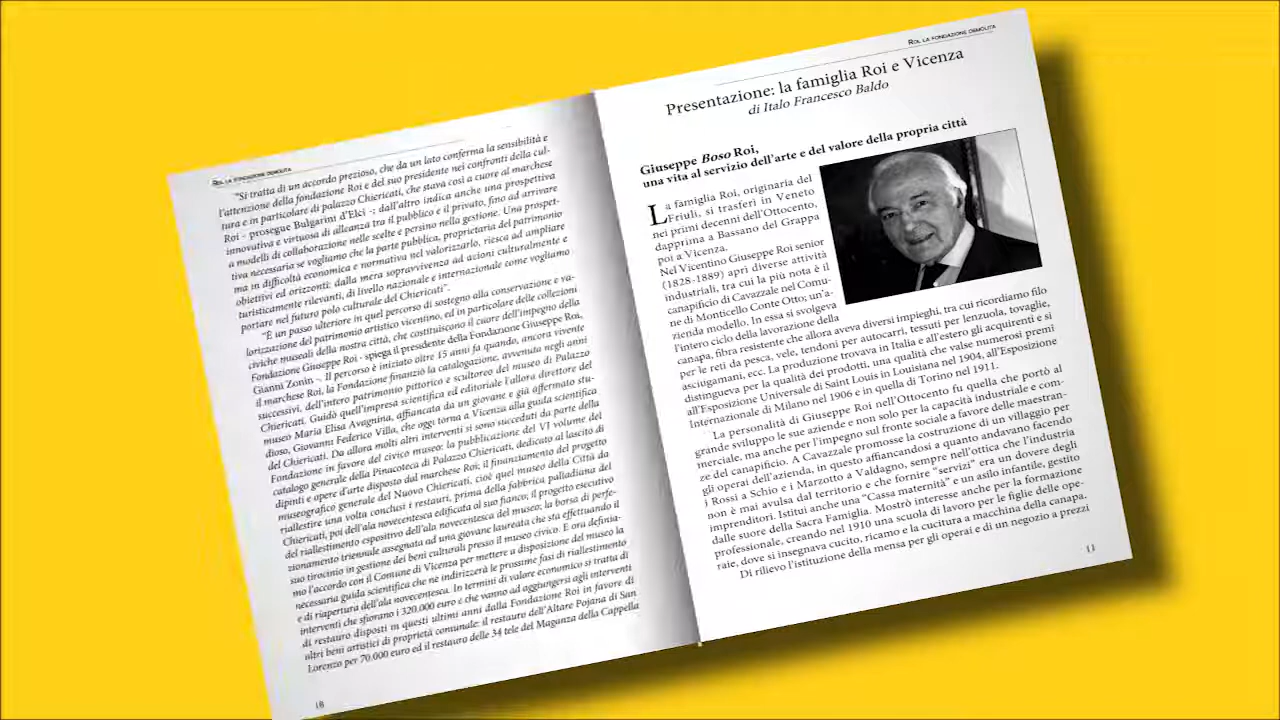 Roi. La fondazione demolita
"Si tratta di un accordo prezioso, che da un lato conferma la sensibilità e
l'attenzione della fondazione Roi e del suo presidente nei confronti della cul-
tura e in particolare di palazzo Chiericati, che stava così a cuore al marchese
Roi - prosegue Bulgarini d'Elci -; dall'altro indica anche una prospettiva
innovativa e virtuosa di alleanza tra il pubblico e il privato, fino ad arrivare
a modelli di collaborazione nelle scelte e persino nella gestione. Una prospet-
tiva necessaria se vogliamo che la parte pubblica, proprietaria del patrimonio
ma in difficoltà economica e normativa nel valorizzarlo, riesca ad ampliare
obiettivi ed orizzonti: dalla mera sopravvivenza ad azioni culturalmente e
turisticamente rilevanti, di livello nazionale e internazionale come vogliamo
portare nel futuro polo culturale del Chiericati".
"È un passo ulteriore in quel percorso di sostegno alla conservazione e va-
lorizzazione del patrimonio artistico vicentino, ed in particolare delle collezioni
civiche museali della nostra città, che costituiscono il cuore dell'impegno della
Fondazione Giuseppe Roi - spiega il presidente della Fondazione Giuseppe Roi,
Gianni Zonin -. Il percorso è iniziato oltre 15 anni fa quando, ancora vivente
il marchese Roi, la Fondazione finanziò la catalogazione, avvenuta negli anni
successivi, dell'intero patrimonio pittorico e scultoreo del museo di Palazzo
Chiericati. Guidò quell'impresa scientifica ed editoriale l'allora direttore del
museo Maria Elisa Avagnina, affiancata da un giovane e già affermato stu-
dioso, Giovanni Federico Villa, che oggi torna a Vicenza alla guida scientifica
del Chiericati. Da allora molti altri interventi si sono succeduti da parte della
Fondazione in favore del civico museo: la pubblicazione del VI volume del
catalogo generale della Pinacoteca di Palazzo Chiericati, dedicato al lascito di
dipinti e opere d'arte disposto dal marchese Roi; il finanziamento del progetto
museografico generale del Nuovo Chiericati, cioè quel museo della Città da
riallestire una volta conclusi i restauri, prima della fabbrica palladiana del
Chiericati, poi dell'ala novecentesca edificata al suo fianco; il progetto esecutivo
del riallestimento espositivo dell'ala novecentesca del museo; la borsa di perfe-
zionamento triennale assegnata ad una giovane laureata che sta effettuando il
suo tirocinio in gestione dei beni culturali presso il museo civico. E ora definia-
mo l'accordo con il Comune di Vicenza per mettere a disposizione del museo la
necessaria guida scientifica che ne indirizzerà le prossime fasi di riallestimento
e di riapertura dell'ala novecentesca. In termini di valore economico si tratta di
interventi che sfiorano i 320.000 euro e che vanno ad aggiungersi agli interventi
di restauro disposti in questi ultimi anni dalla Fondazione Roi in favore di
altri beni artistici di proprietà comunale: il restauro dell'Altare Pojana di San
Lorenzo per 70.000 euro ed il restauro delle 34 tele del Maganza della Cappella
18
Roi. La fondazione demolita
Presentazione: la famiglia Roi e Vicenza
di Italo Francesco Baldo
Giuseppe Boso Roi,
una vita al servizio dell'arte e del valore della propria città
La famiglia Roi, originaria del
Friuli, si trasferì in Veneto
nei primi decenni dell'Ottocento,
dapprima a Bassano del Grappa
poi a Vicenza.
Nel Vicentino Giuseppe Roi senior
(1828-1889) aprì diverse attività
industriali, tra cui la più nota è il
canapificio di Cavazzale nel Comu-
ne di Monticello Conte Otto; un'a-
zienda modello. In essa si svolgeva
l'intero ciclo della lavorazione della
canapa, fibra resistente che allora aveva diversi impieghi, tra cui ricordiamo filo
per le reti da pesca, vele, tendoni per autocarri, tessuti per lenzuola, tovaglie,
asciugamani, ecc. La produzione trovava in Italia e all'estero gli acquirenti e si
distingueva per la qualità dei prodotti, una qualità che valse numerosi premi
all'Esposizione Universale di Saint Louis in Louisiana nel 1904, all'Esposizione
Internazionale di Milano nel 1906 e in quella di Torino nel 1911.
La personalità di Giuseppe Roi nell'Ottocento fu quella che portò al
grande sviluppo le sue aziende e non solo per la capacità industriale e com-
merciale, ma anche per l'impegno sul fronte sociale a favore delle maestran-
ze del canapificio. A Cavazzale promosse la costruzione di un villaggio per
gli operai dell'azienda, in questo affiancandosi a quanto andavano facendo
i Rossi a Schio e i Marzotto a Valdagno, sempre nell'ottica che l'industria
non è mai avulsa dal territorio e che fornire "servizi" era un dovere degli
imprenditori. Istituì anche una "Cassa maternità" e un asilo infantile, gestito
dalle suore della Sacra Famiglia. Mostrò interesse anche per la formazione
professionale, creando nel 1910 una scuola di lavoro per le figlie delle ope-
raie, dove si insegnava cucito, ricamo e la cucitura a macchina della canapa.
Di rilievo l'istituzione della mensa per gli operai e di un negozio a prezzi
11